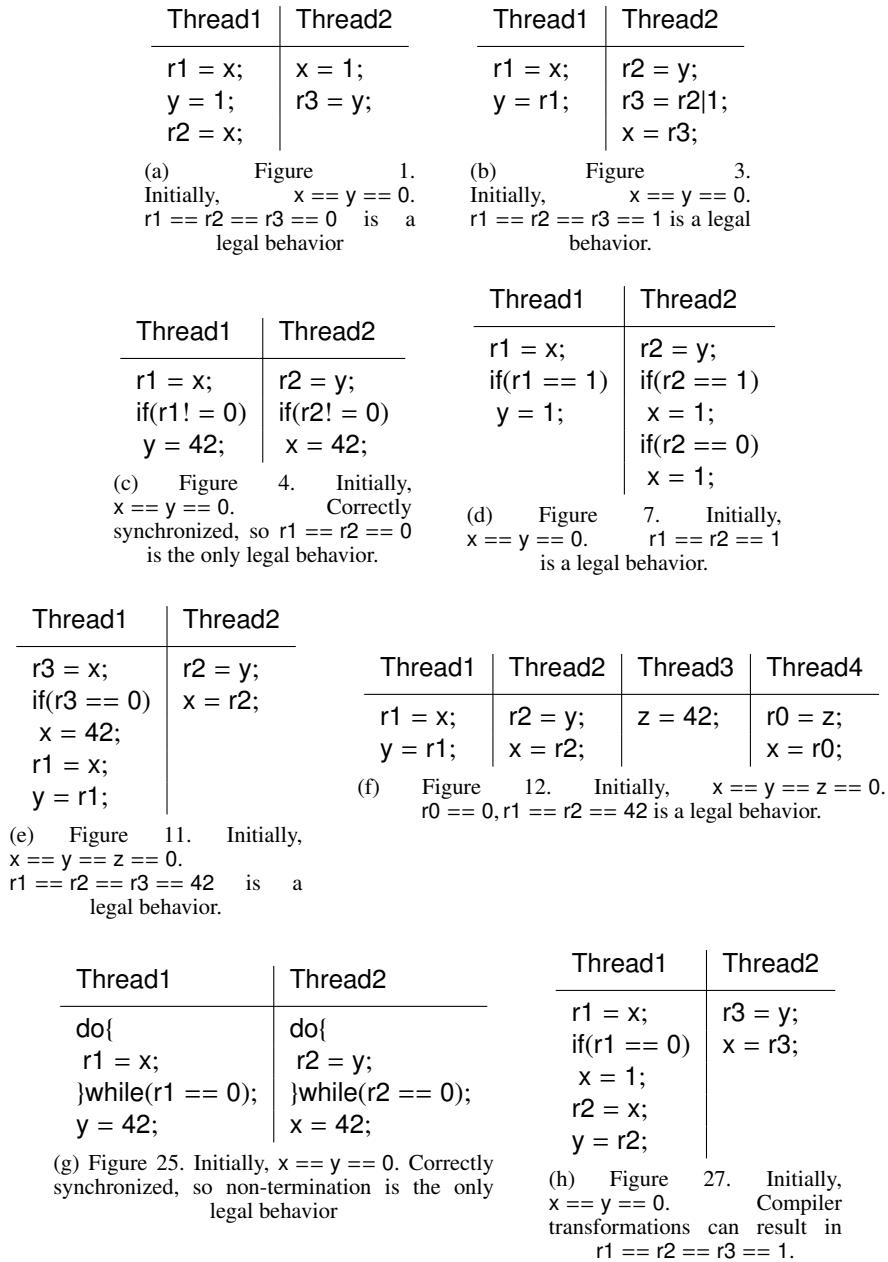 Thread1 Thread2
r1 = x; x = 1;
y = 1; r3 = y;
r2 = x;
(a) Figure 1.
Initially, x == y == 0.
r1 == r2 == r3 == 0 is a
legal behavior
Thread1 Thread2
r1 = x; r2 = y;
y = r1; r3 = r2|1;
x = r3;
(b) Figure 3.
Initially, x == y == 0.
r1 == r2 == r3 == 1 is a legal
behavior.
Thread1 Thread2
r1 = x; r2 = y;
if(r1! = 0) if(r2! = 0)
y = 42; x = 42;
(c) Figure 4. Initially,
x == y == 0. Correctly
synchronized, so r1 == r2 == 0
is the only legal behavior.
Thread1 Thread2
r1 = x; r2 = y;
if(r1 == 1) if(r2 == 1)
y = 1; x = 1;
if(r2 == 0)
x = 1;
(d) Figure 7. Initially,
x == y == 0. r1 == r2 == 1
is a legal behavior.
Thread1 Thread2
r3 = x; r2 = y;
if(r3 == 0) x = r2;
x = 42;
r1 = x;
y = r1;
(e) Figure 11. Initially,
x == y == z == 0.
r1 == r2 == r3 == 42 is a
legal behavior.
Thread1 Thread2 Thread3 Thread4
r1 = x; r2 = y; z = 42; r0 = z;
y = r1; x = r2; x = r0;
(f) Figure 12. Initially, x == y == z == 0.
r0 == 0, r1 == r2 == 42 is a legal behavior.
Thread1 Thread2
do{ do{
r1 = x; r2 = y;
}while(r1 == 0); }while(r2 == 0);
y = 42; x = 42;
(g) Figure 25. Initially, x == y == 0. Correctly
synchronized, so non-termination is the only
legal behavior
Thread1 Thread2
r1 = x; r3 = y;
if(r1 == 0) x = r3;
x = 1;
r2 = x;
y = r2;
(h) Figure 27. Initially,
x == y == 0. Compiler
transformations can result in
r1 == r2 == r3 == 1.